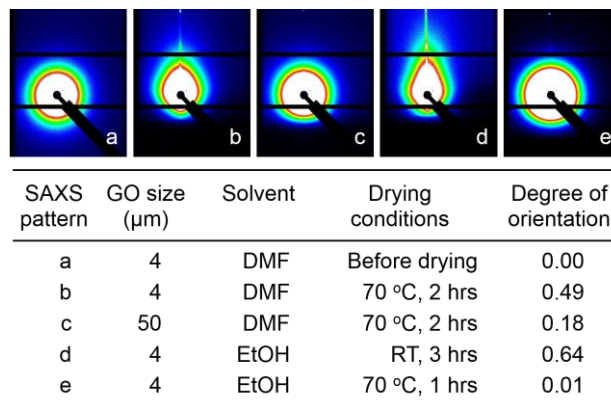 a b c d e
SAXS pattern GO size (μm) Solvent Drying conditions Degree of orientation
a 4 DMF Before drying 0.00
b 4 DMF 70 °C, 2 hrs 0.49
c 50 DMF 70 °C, 2 hrs 0.18
d 4 EtOH RT, 3 hrs 0.64
e 4 EtOH 70 °C, 1 hrs 0.01